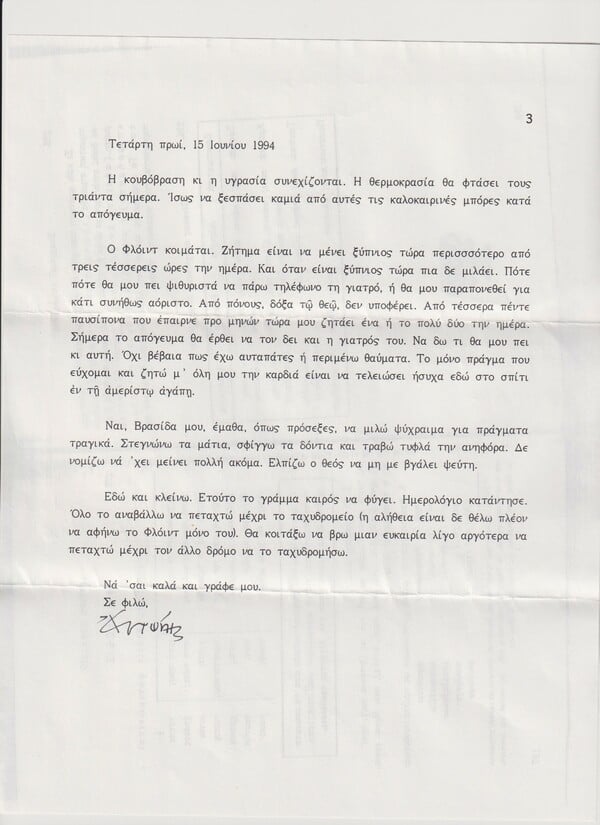 3
Τετάρτη πρωί, 15 Ιουνίου 1994
Η κουβόβραση κι η υγρασία συνεχίζονται. Η θερμοκρασία θα φτάσει τους
τριάντα σήμερα. Ίσως να ξεσπάσει καμιά από αυτές τις καλοκαιρινές μπόρες κατά
το απόγευμα.
Ο Φλόιντ κοιμάται. Ζήτημα είναι να μένει ξύπνιος τώρα περισσσότερο από
τρεις τέσσερεις ώρες την ημέρα. Και όταν είναι ξύπνιος τώρα πια δε μιλάει. Πότε
πότε θα μου πει ψιθυριστά να πάρω τηλέφωνο τη γιατρό, ή θα μου παραπονεθεί για
κάτι συνήθως αόριστο. Από πόνους, δόξα τῷ θεῷ, δεν υποφέρει. Από τέσσερα πέντε
παυσίπονα που έπαιρνε προ μηνών τώρα μου ζητάει ένα ή το πολύ δύο την ημέρα.
Σήμερα το απόγευμα θα έρθει να τον δει και η γιατρός του. Να δω τι θα μου πει
κι αυτή. Όχι βέβαια πως έχω αυταπάτες ή περιμένω θαύματα. Το μόνο πράγμα που
εύχομαι και ζητώ μ' όλη μου την καρδιά είναι να τελειώσει ήσυχα εδώ στο σπίτι
ἐν τῇ ἀμερίστῳ ἀγάπῃ.
Ναι, Βρασίδα μου, έμαθα, όπως πρόσεξες, να μιλώ ψύχραιμα για πράγματα
τραγικά. Στεγνώνω τα μάτια, σφίγγω τα δόντια και τραβώ τυφλά την ανηφόρα. Δε
νομίζω νά 'χει μείνει πολλή ακόμα. Ελπίζω ο θεός να μη με βγάλει ψεύτη.
Εδώ και κλείνω. Ετούτο το γράμμα καιρός να φύγει. Ημερολόγιο κατάντησε.
Όλο το αναβάλλω να πεταχτώ μέχρι το ταχυδρομείο (η αλήθεια είναι δε θέλω πλέον
να αφήνω το Φλόιντ μόνο του). Θα κοιτάξω να βρω μιαν ευκαιρία λίγο αργότερα να
πεταχτώ μέχρι τον άλλο δρόμο να το ταχυδρομήσω.
Νά 'σαι καλά και γράφε μου.
Σε φιλώ,